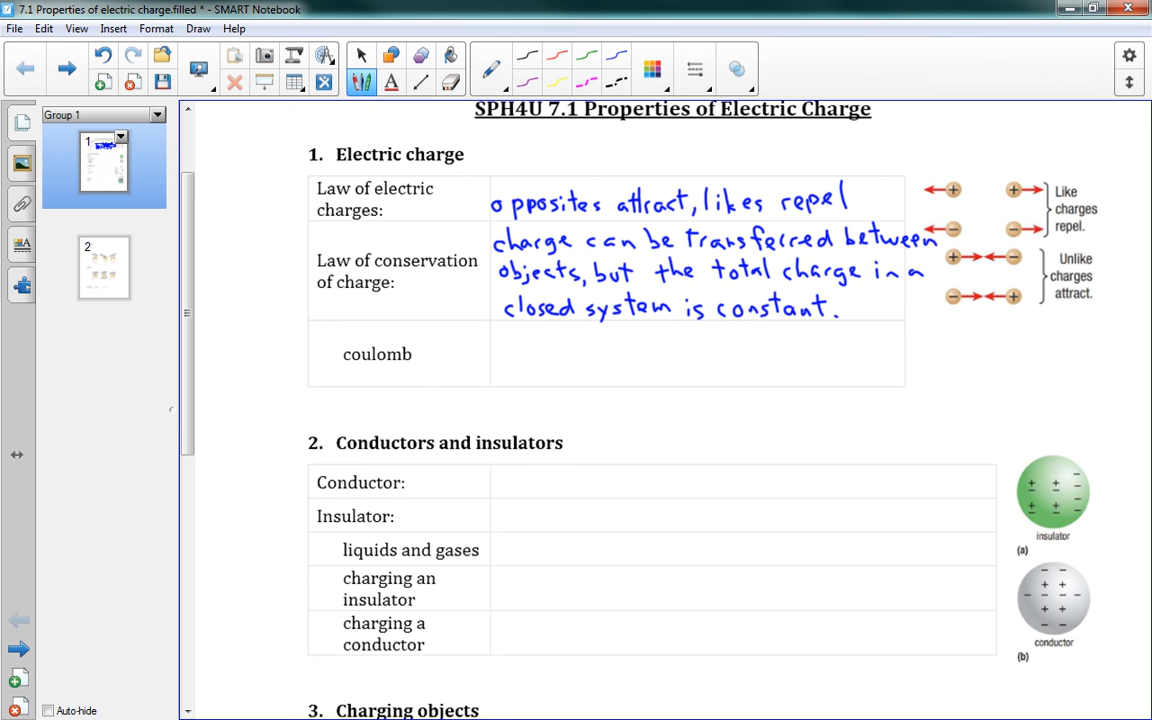 7.1 Properties of electric charge.filled * - SMART Notebook
File Edit View Insert Format Draw Help
Group 1
1
2
SPH4U 7.1 Properties of Electric Charge
1. Electric charge
Law of electric charges:
opposites attract, likes repel
Law of conservation of charge:
charge can be transferred between
objects, but the total charge in a
closed system is constant.
coulomb
Like
charges
repel.
Unlike
charges
attract.
2. Conductors and insulators
Conductor:
Insulator:
liquids and gases
charging an
insulator
charging a
conductor
insulator
(a)
conductor
(b)
3. Charging objects
Auto-hide